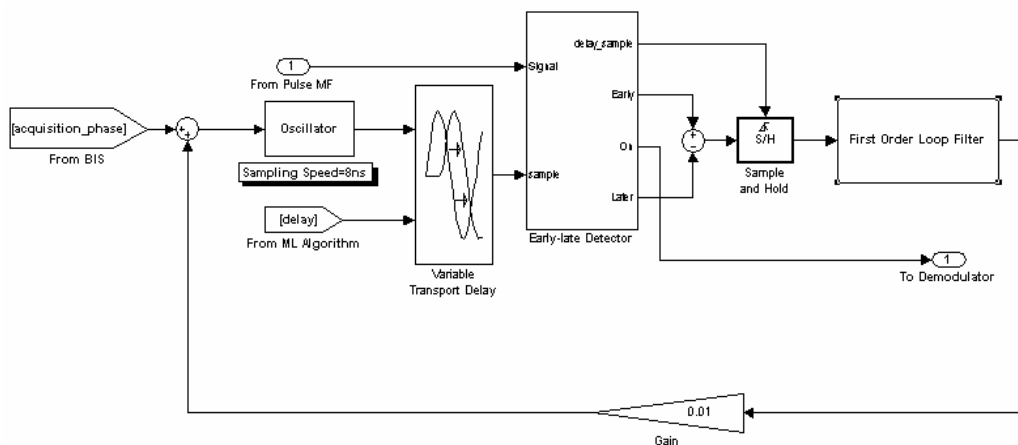 delay_sample
Signal
1
From Pulse MF
[acquisition_phase]
From BIS
Oscillator
Sampling Speed=8ns
Early
On
S/H
Sample
and Hold
First Order Loop Filter
sample
Later
[delay]
From ML Algorithm
Early-late Detector
Variable
Transport Delay
1
To Demodulator
0.01
Gain